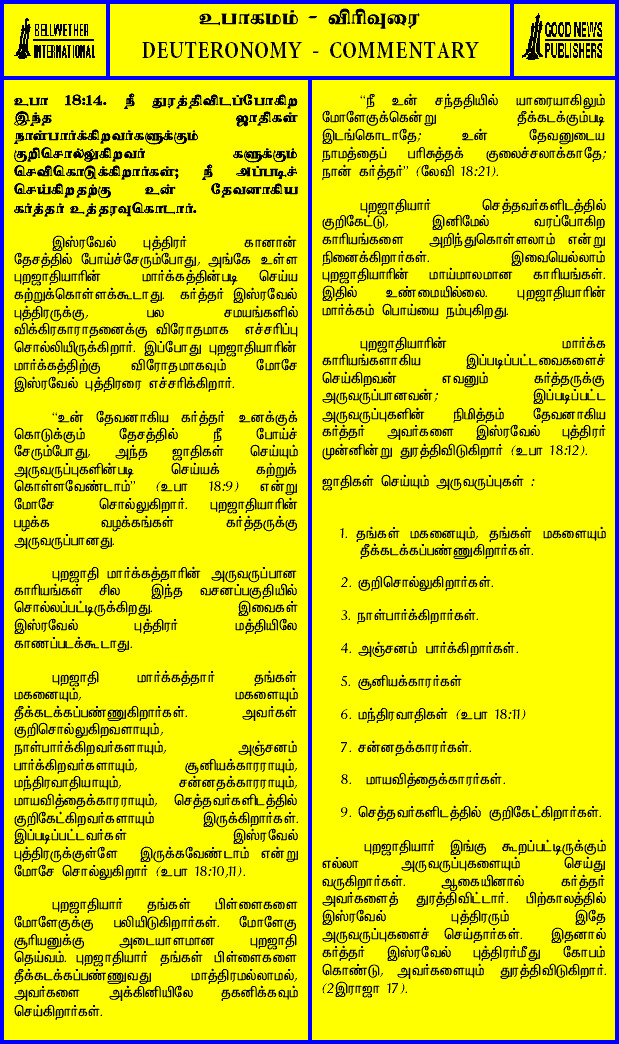 BELLWETHER
INTERNATIONAL
உபாகமம் - விரிவுரை
DEUTERONOMY - COMMENTARY
GOOD NEWS
PUBLISHERS
உபா 18:14. நீ துரத்திவிடப்போகிற
இந்த ஜாதிகள்
நாள்பார்க்கிறவர்களுக்கும்
குறிசொல்லுகிறவர் களுக்கும்
செவிகொடுக்கிறார்கள்; நீ அப்படிச்
செய்கிறதற்கு உன் தேவனாகிய
கர்த்தர் உத்தரவுகொடார்.
இஸ்ரவேல் புத்திரர் கானான்
தேசத்தில் போய்ச்சேரும்போது, அங்கே உள்ள
புறஜாதியாரின் மார்க்கத்தின்படி செய்ய
கற்றுக்கொள்ளக்கூடாது. கர்த்தர் இஸ்ரவேல்
புத்திரருக்கு, பல சமயங்களில்
விக்கிரகாராதனைக்கு விரோதமாக எச்சரிப்பு
சொல்லியிருக்கிறார். இப்போது புறஜாதியாரின்
மார்க்கத்திற்கு விரோதமாகவும் மோசே
இஸ்ரவேல் புத்திரரை எச்சரிக்கிறார்.
“உன் தேவனாகிய கர்த்தர் உனக்குக்
கொடுக்கும் தேசத்தில் நீ போய்ச்
சேரும்போது, அந்த ஜாதிகள் செய்யும்
அருவருப்புகளின்படி செய்யக் கற்றுக்
கொள்ளவேண்டாம்” (உபா 18:9) என்று
மோசே சொல்லுகிறார். புறஜாதியாரின்
பழக்க வழக்கங்கள் கர்த்தருக்கு
அருவருப்பானது.
புறஜாதி மார்க்கத்தாரின் அருவருப்பான
காரியங்கள் சில இந்த வசனப்பகுதியில்
சொல்லப்பட்டிருக்கிறது. இவைகள்
இஸ்ரவேல் புத்திரர் மத்தியிலே
காணப்படக்கூடாது.
புறஜாதி மார்க்கத்தார் தங்கள்
மகனையும், மகளையும்
தீக்கடக்கப்பண்ணுகிறார்கள். அவர்கள்
குறிசொல்லுகிறவளாயும்,
நாள்பார்க்கிறவர்களாயும், அஞ்சனம்
பார்க்கிறவர்களாயும், சூனியக்காரராயும்,
மந்திரவாதியாயும், சன்னதக்காரராயும்,
மாயவித்தைக்காரராயும், செத்தவர்களிடத்தில்
குறிகேட்கிறவர்களாயும் இருக்கிறார்கள்.
இப்படிப்பட்டவர்கள் இஸ்ரவேல்
புத்திரருக்குள்ளே இருக்கவேண்டாம் என்று
மோசே சொல்லுகிறார் (உபா 18:10,11).
புறஜாதியார் தங்கள் பிள்ளைகளை
மோளேகுக்கு பலியிடுகிறார்கள். மோளேகு
சூரியனுக்கு அடையாளமான புறஜாதி
தெய்வம். புறஜாதியார் தங்கள் பிள்ளைகளை
தீக்கடக்கப்பண்ணுவது மாத்திரமல்லாமல்,
அவர்களை அக்கினியிலே தகனிக்கவும்
செய்கிறார்கள்.
“நீ உன் சந்ததியில் யாரையாகிலும்
மோளேகுக்கென்று தீக்கடக்கும்படி
இடங்கொடாதே; உன் தேவனுடைய
நாமத்தைப் பரிசுத்தக் குலைச்சலாக்காதே;
நான் கர்த்தர்” (லேவி 18:21).
புறஜாதியார் செத்தவர்களிடத்தில்
குறிகேட்டு, இனிமேல் வரப்போகிற
காரியங்களை அறிந்துகொள்ளலாம் என்று
நினைக்கிறார்கள். இவையெல்லாம்
புறஜாதியாரின் மாய்மாலமான காரியங்கள்.
இதில் உண்மையில்லை. புறஜாதியாரின்
மார்க்கம் பொய்யை நம்புகிறது.
புறஜாதியாரின் மார்க்க
காரியங்களாகிய இப்படிப்பட்டவைகளைச்
செய்கிறவன் எவனும் கர்த்தருக்கு
அருவருப்பானவன்; இப்படிப்பட்ட
அருவருப்புகளின் நிமித்தம் தேவனாகிய
கர்த்தர் அவர்களை இஸ்ரவேல் புத்திரர்
முன்னின்று துரத்திவிடுகிறார் (உபா 18:12).
ஜாதிகள் செய்யும் அருவருப்புகள் :
1. தங்கள் மகனையும், தங்கள் மகளையும்
தீக்கடக்கப்பண்ணுகிறார்கள்.
2. குறிசொல்லுகிறார்கள்.
3. நாள்பார்க்கிறார்கள்.
4. அஞ்சனம் பார்க்கிறார்கள்.
5. சூனியக்காரர்கள்
6. மந்திரவாதிகள் (உபா 18:11)
7. சன்னதக்காரர்கள்.
8. மாயவித்தைக்காரர்கள்.
9. செத்தவர்களிடத்தில் குறிகேட்கிறார்கள்.
புறஜாதியார் இங்கு கூறப்பட்டிருக்கும்
எல்லா அருவருப்புகளையும் செய்து
வருகிறார்கள். ஆகையினால் கர்த்தர்
அவர்களைத் துரத்திவிட்டார். பிற்காலத்தில்
இஸ்ரவேல் புத்திரரும் இதே
அருவருப்புகளைச் செய்தார்கள். இதனால்
கர்த்தர் இஸ்ரவேல் புத்திரர்மீது கோபம்
கொண்டு, அவர்களையும் துரத்திவிடுகிறார்.
(2இராஜா 17).